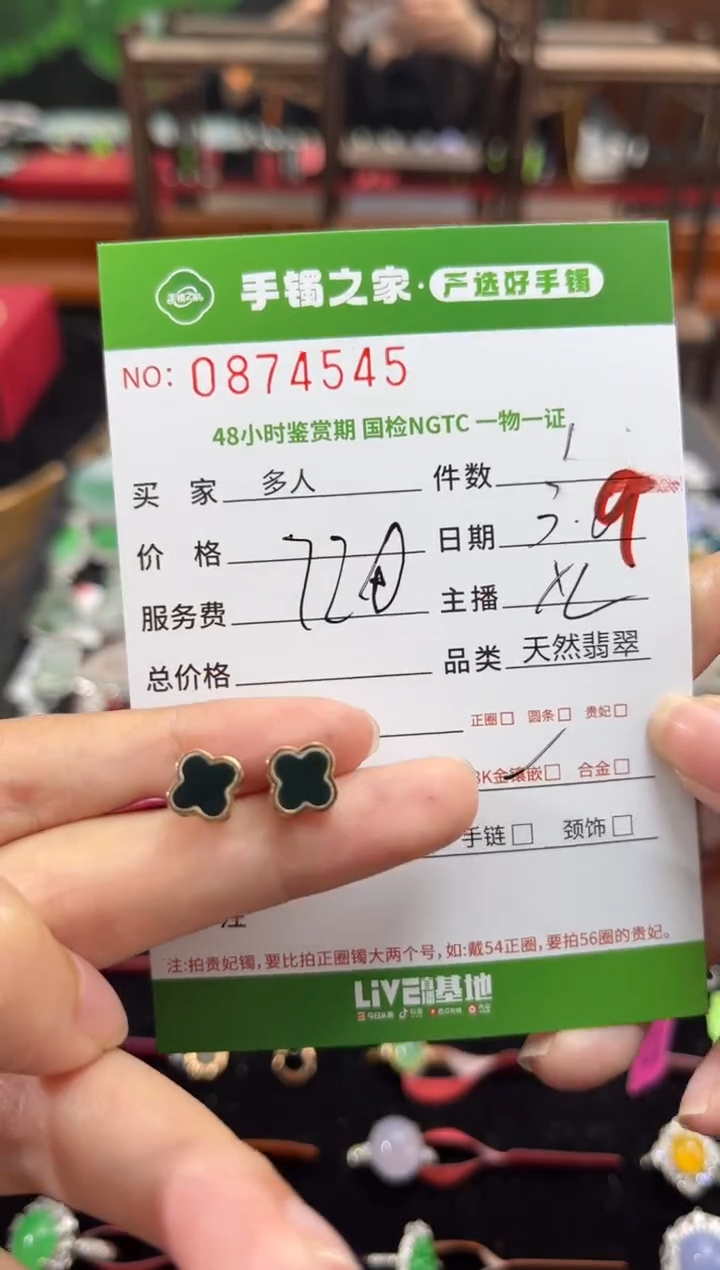 手镯之家·严选好手镯
NO: 0874545
48小时鉴赏期 国检NGTC 一物一证
买 家 多人 件数 1
价 格 720 日期
服务费 主播 XL
总价格 品类 天然翡翠
正圈 圆条 贵妃
K金镶嵌 合金
手链 颈饰
注
注:拍贵妃镯,要比拍正圈镯大两个号,如:戴54正圈,要拍56圈的贵妃。
LiVE 基地